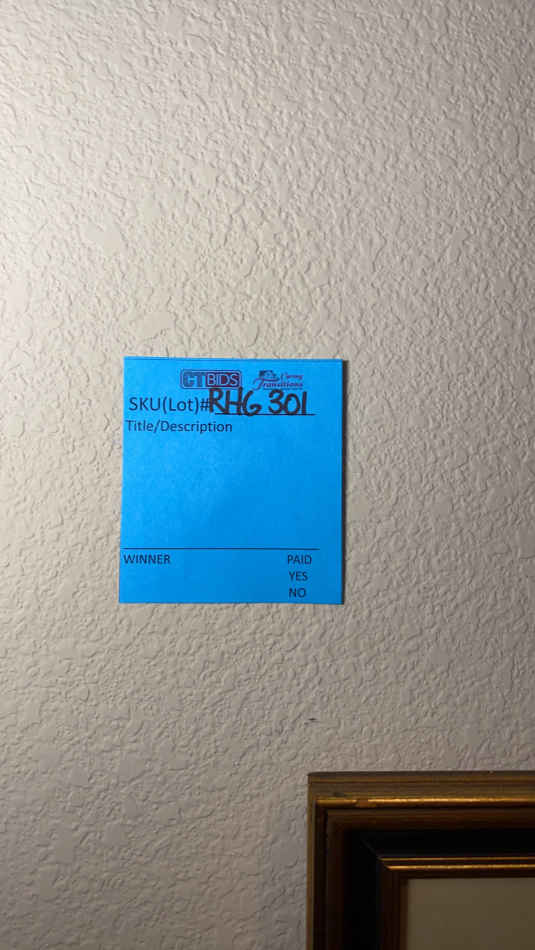 CTBIDS Caring Transitions
SKU(Lot)#RHG 301
Title/Description
WINNER PAID
YES
NO